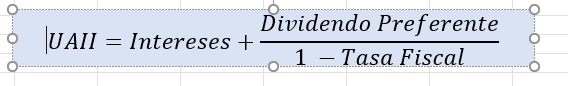 UAII = Intereses + Dividendo Preferente
1 − Tasa Fiscal